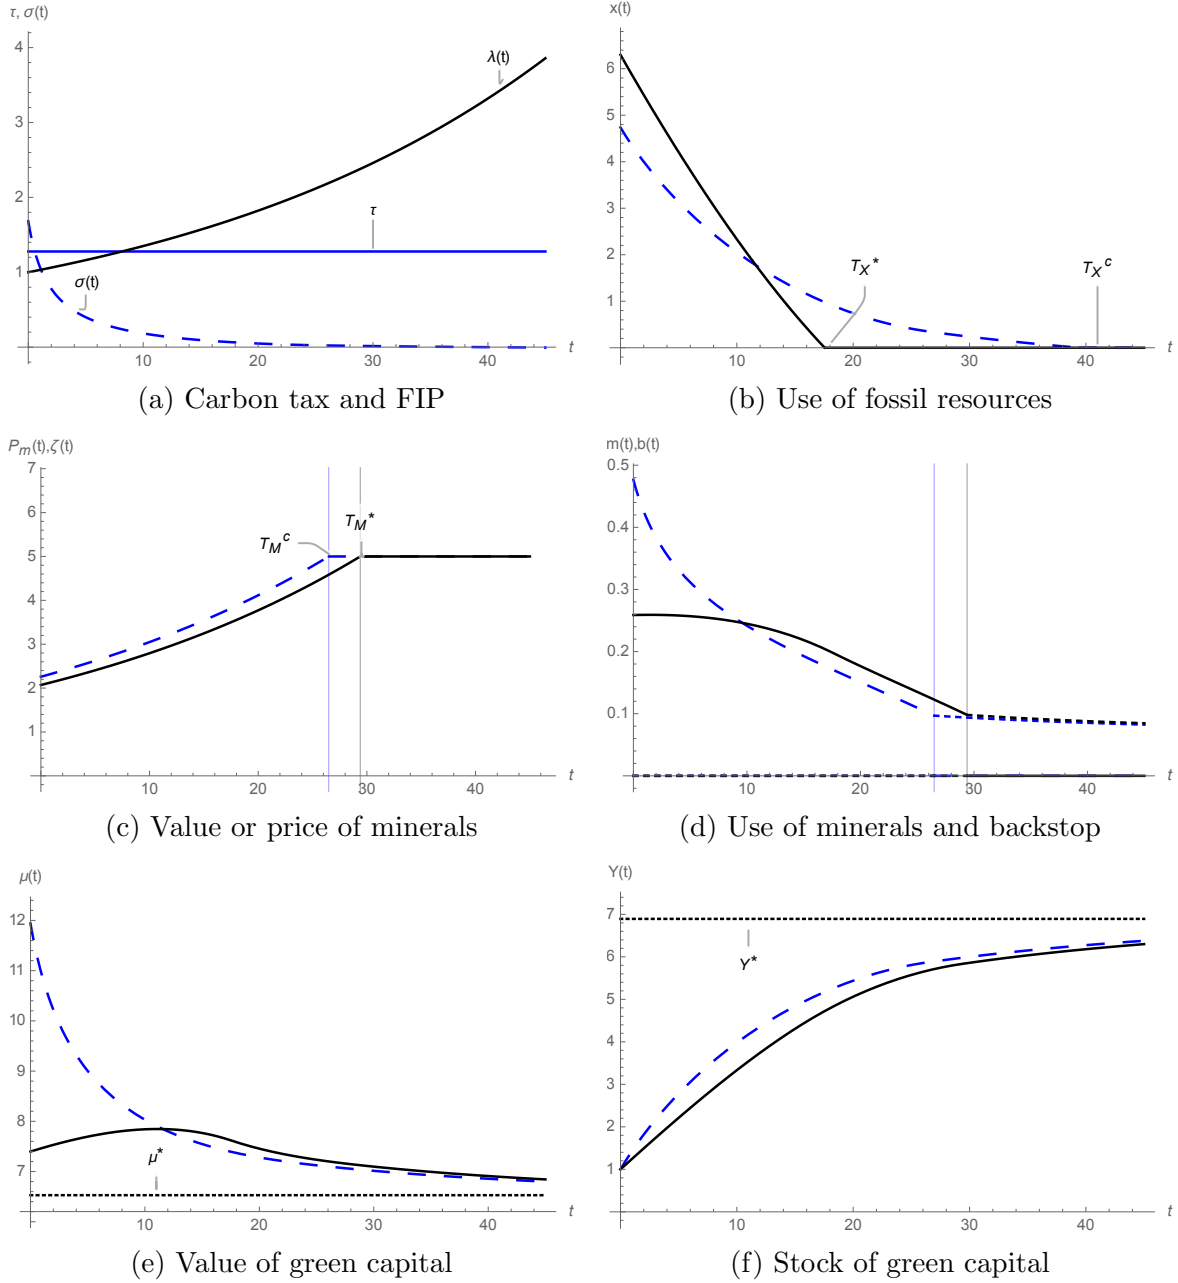 τ, σ(t)
4
3
2
1
10
20
30
40
t
λ(t)
τ
σ(t)
(a) Carbon tax and FIP
x(t)
6
5
4
3
2
1
10
20
30
40
t
T_X*
T_X^c
(b) Use of fossil resources
P_m(t),ζ(t)
7
6
5
4
3
2
1
10
20
30
40
t
T_M^c
T_M*
(c) Value or price of minerals
m(t),b(t)
0.5
0.4
0.3
0.2
0.1
10
20
30
40
t
(d) Use of minerals and backstop
μ(t)
12
11
10
9
8
7
10
20
30
40
t
μ*
(e) Value of green capital
Y(t)
7
6
5
4
3
2
1
10
20
30
40
t
Y*
(f) Stock of green capital